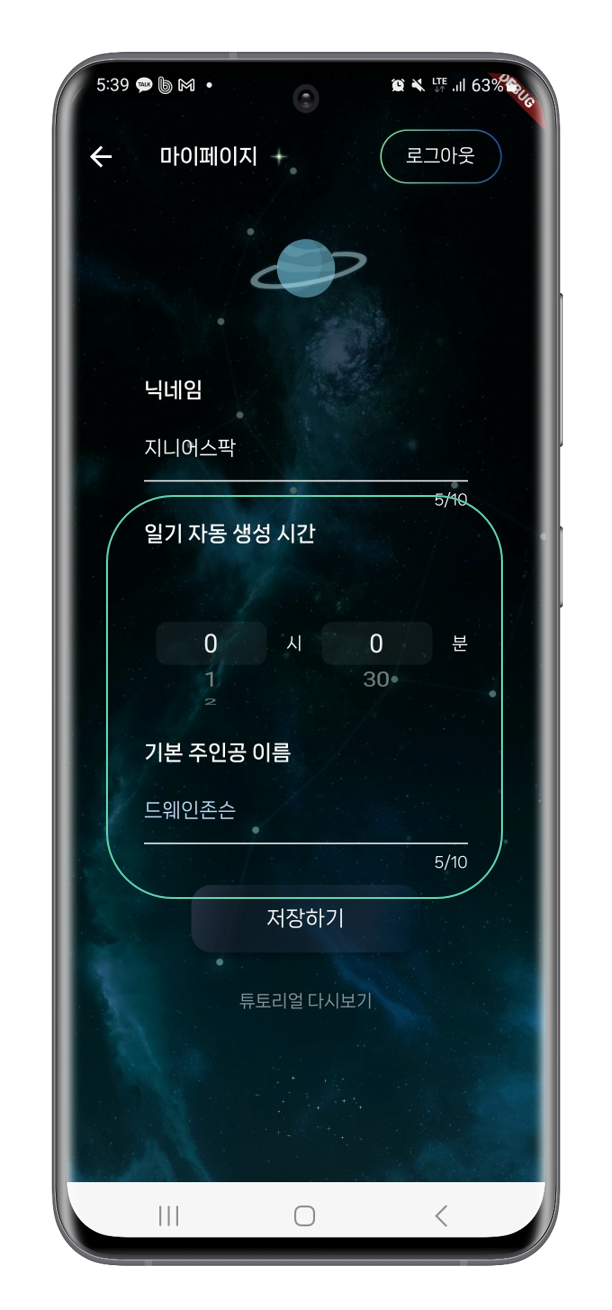 5:39 TALK LTE 63%
DEBUG
마이페이지 로그아웃
닉네임
지니어스팍
5/10
일기 자동 생성 시간
0 시 0 분
1 30
2
기본 주인공 이름
드웨인존슨
5/10
저장하기
튜토리얼 다시보기